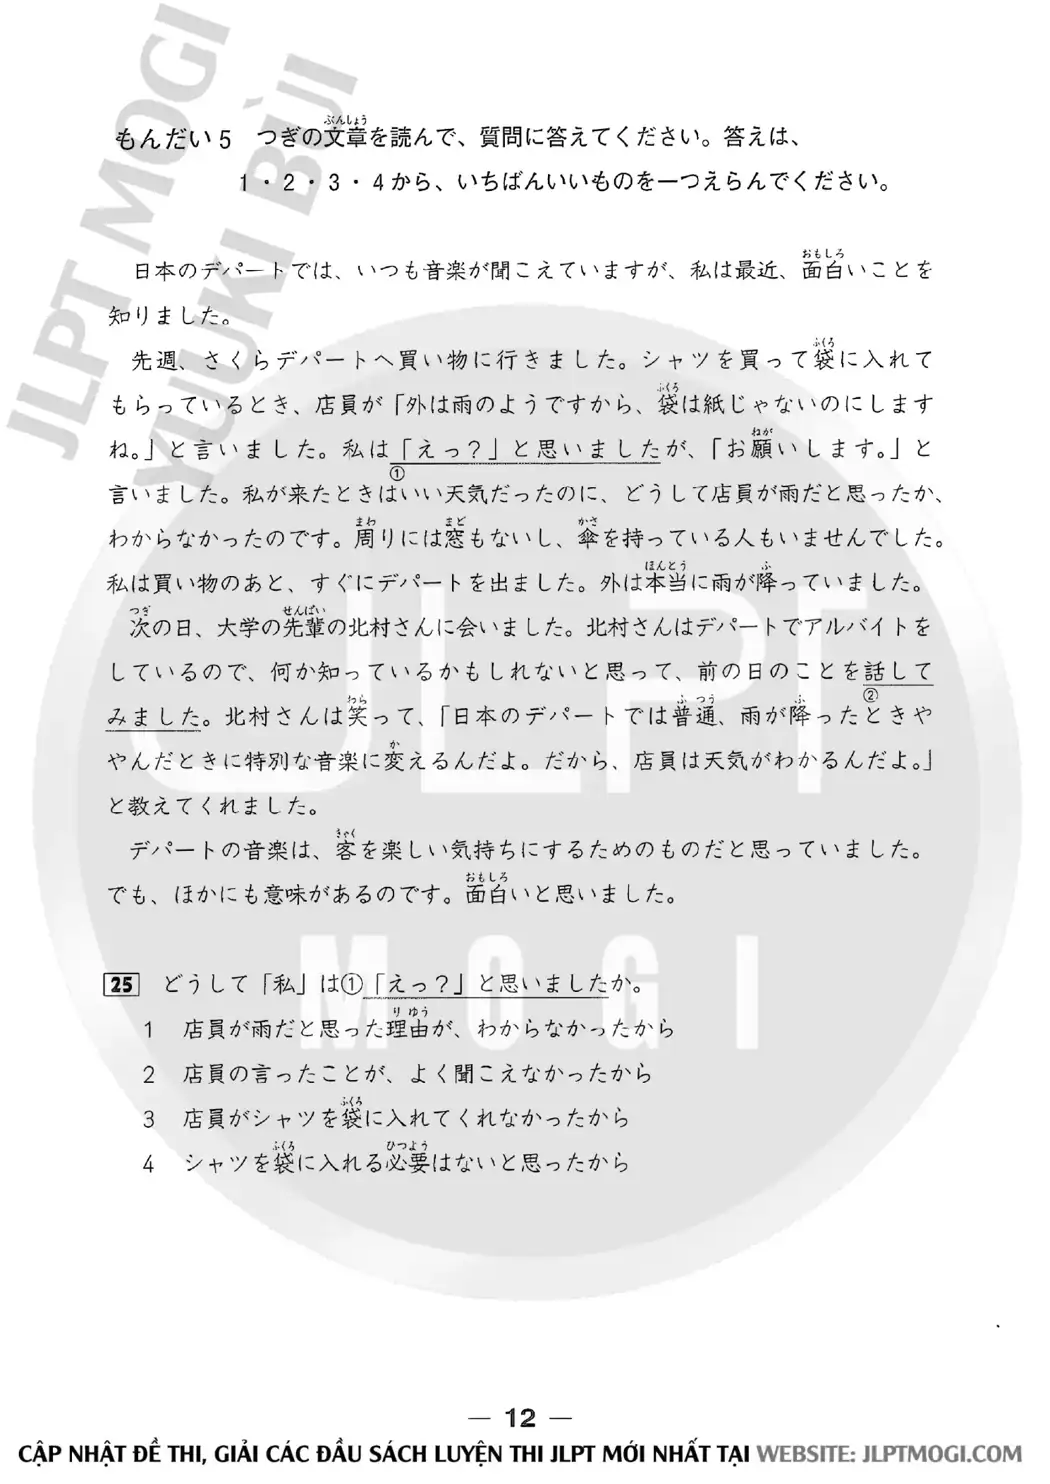 JLPT MOGI
YUUKI BÙI
もんだい5　つぎの文章を読んで、質問に答えてください。答えは、
1・2・3・4から、いちばんいいものを一つえらんでください。
日本のデパートでは、いつも音楽が聞こえていますが、私は最近、面白いことを
知りました。
先週、さくらデパートへ買い物に行きました。シャツを買って袋に入れて
もらっているとき、店員が「外は雨のようですから、袋は紙じゃないのにします
ね。」と言いました。私は「えっ？」と思いましたが、「お願いします。」と
①
言いました。私が来たときはいい天気だったのに、どうして店員が雨だと思ったか、
わからなかったのです。周りには窓もないし、傘を持っている人もいませんでした。
私は買い物のあと、すぐにデパートを出ました。外は本当に雨が降っていました。
次の日、大学の先輩の北村さんに会いました。北村さんはデパートでアルバイトを
しているので、何か知っているかもしれないと思って、前の日のことを話して
②
みました。北村さんは笑って、「日本のデパートでは普通、雨が降ったときや
やんだときに特別な音楽に変えるんだよ。だから、店員は天気がわかるんだよ。」
と教えてくれました。
デパートの音楽は、客を楽しい気持ちにするためのものだと思っていました。
でも、ほかにも意味があるのです。面白いと思いました。
25　どうして「私」は①「えっ？」と思いましたか。
1　店員が雨だと思った理由が、わからなかったから
2　店員の言ったことが、よく聞こえなかったから
3　店員がシャツを袋に入れてくれなかったから
4　シャツを袋に入れる必要はないと思ったから
JLPT
MOGI
— 12 —
CẬP NHẬT ĐỀ THI, GIẢI CÁC ĐẦU SÁCH LUYỆN THI JLPT MỚI NHẤT TẠI WEBSITE: JLPTMOGI.COM